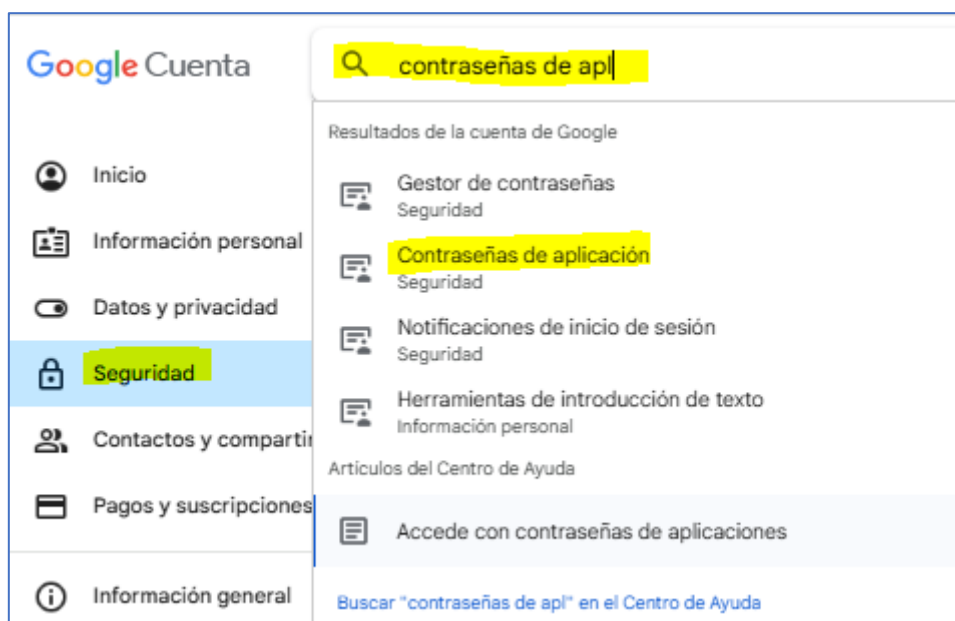 Google Cuenta
contraseñas de apl
Inicio
Información personal
Datos y privacidad
Seguridad
Contactos y compartir
Pagos y suscripciones
Información general
Resultados de la cuenta de Google
Gestor de contraseñas
Seguridad
Contraseñas de aplicación
Seguridad
Notificaciones de inicio de sesión
Seguridad
Herramientas de introducción de texto
Información personal
Artículos del Centro de Ayuda
Accede con contraseñas de aplicaciones
Buscar "contraseñas de apl" en el Centro de Ayuda